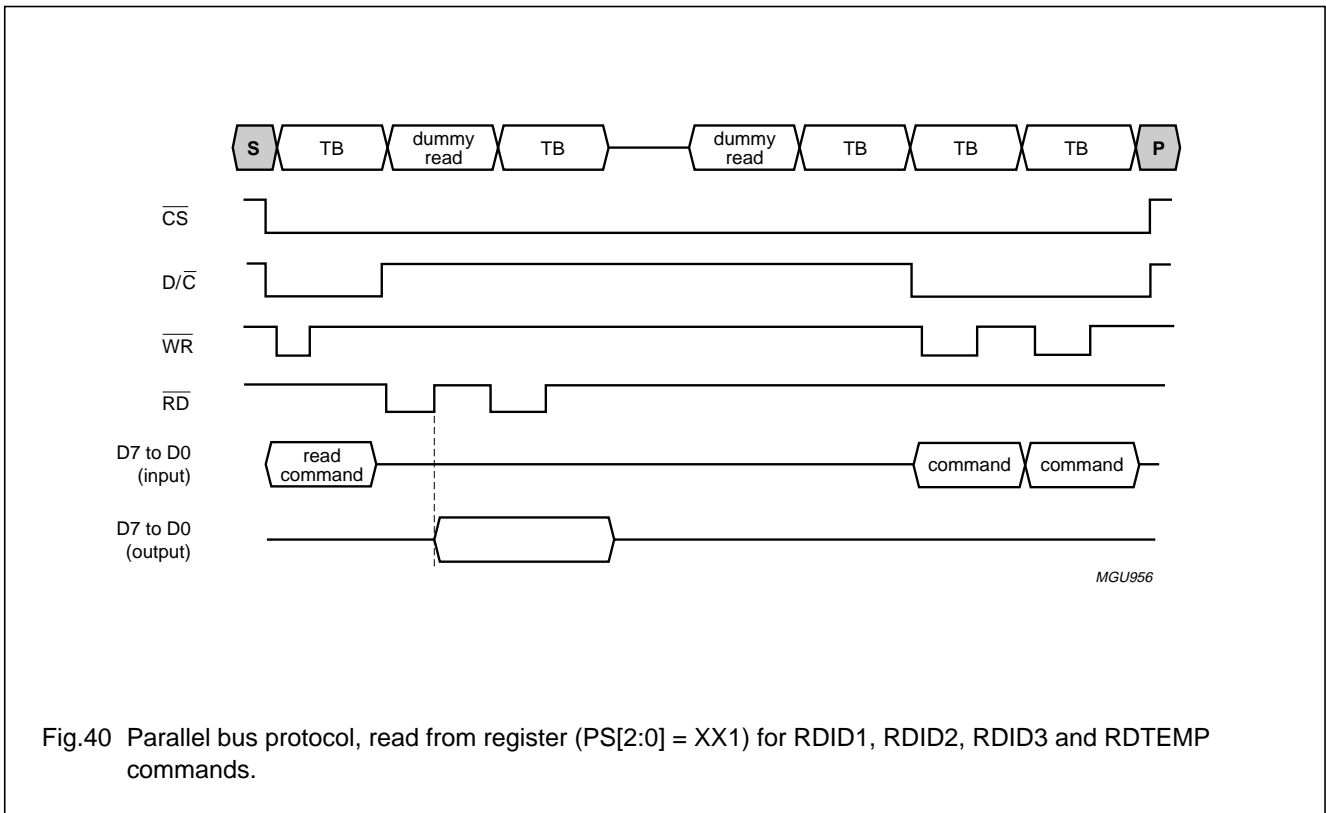 S TB dummy read TB dummy read TB TB TB P
CS
D/C
WR
RD
D7 to D0 (input)
read command
command command
D7 to D0 (output)
MGU956
Fig.40 Parallel bus protocol, read from register (PS[2:0] = XX1) for RDID1, RDID2, RDID3 and RDTEMP
commands.